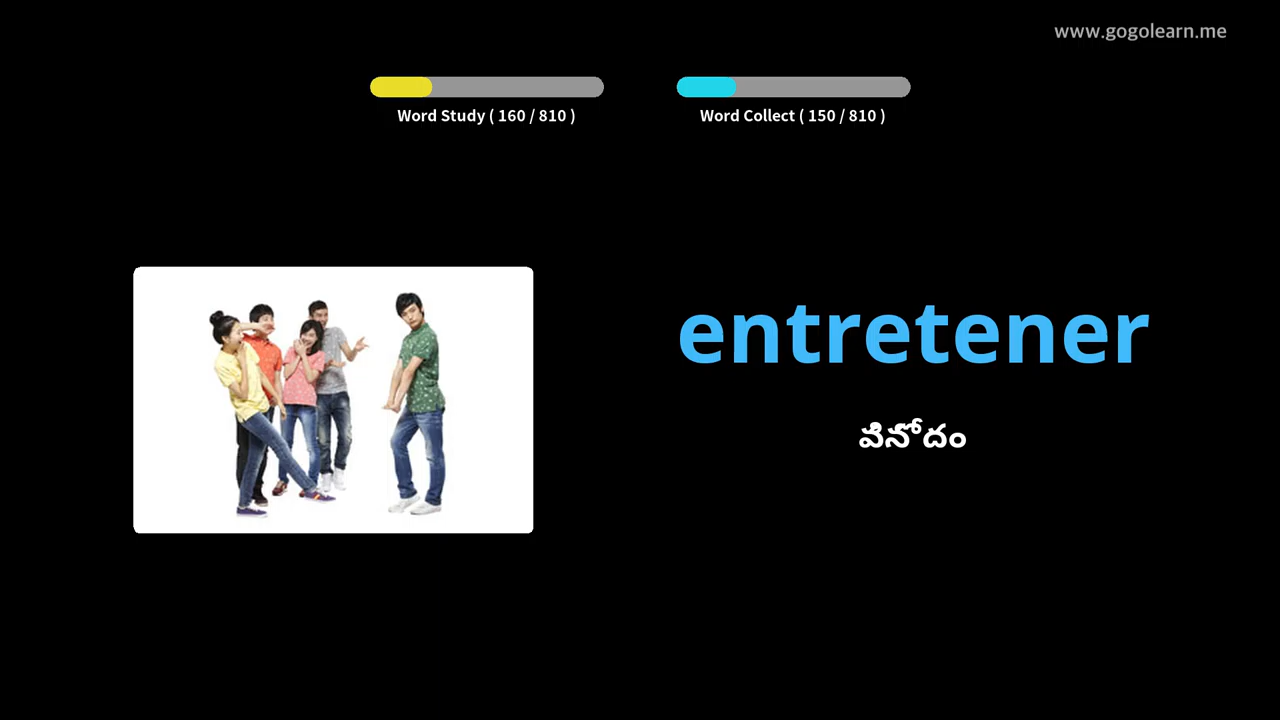 www.gogolearn.me
Word Study ( 160 / 810 )
Word Collect ( 150 / 810 )
entretener
వినోదం